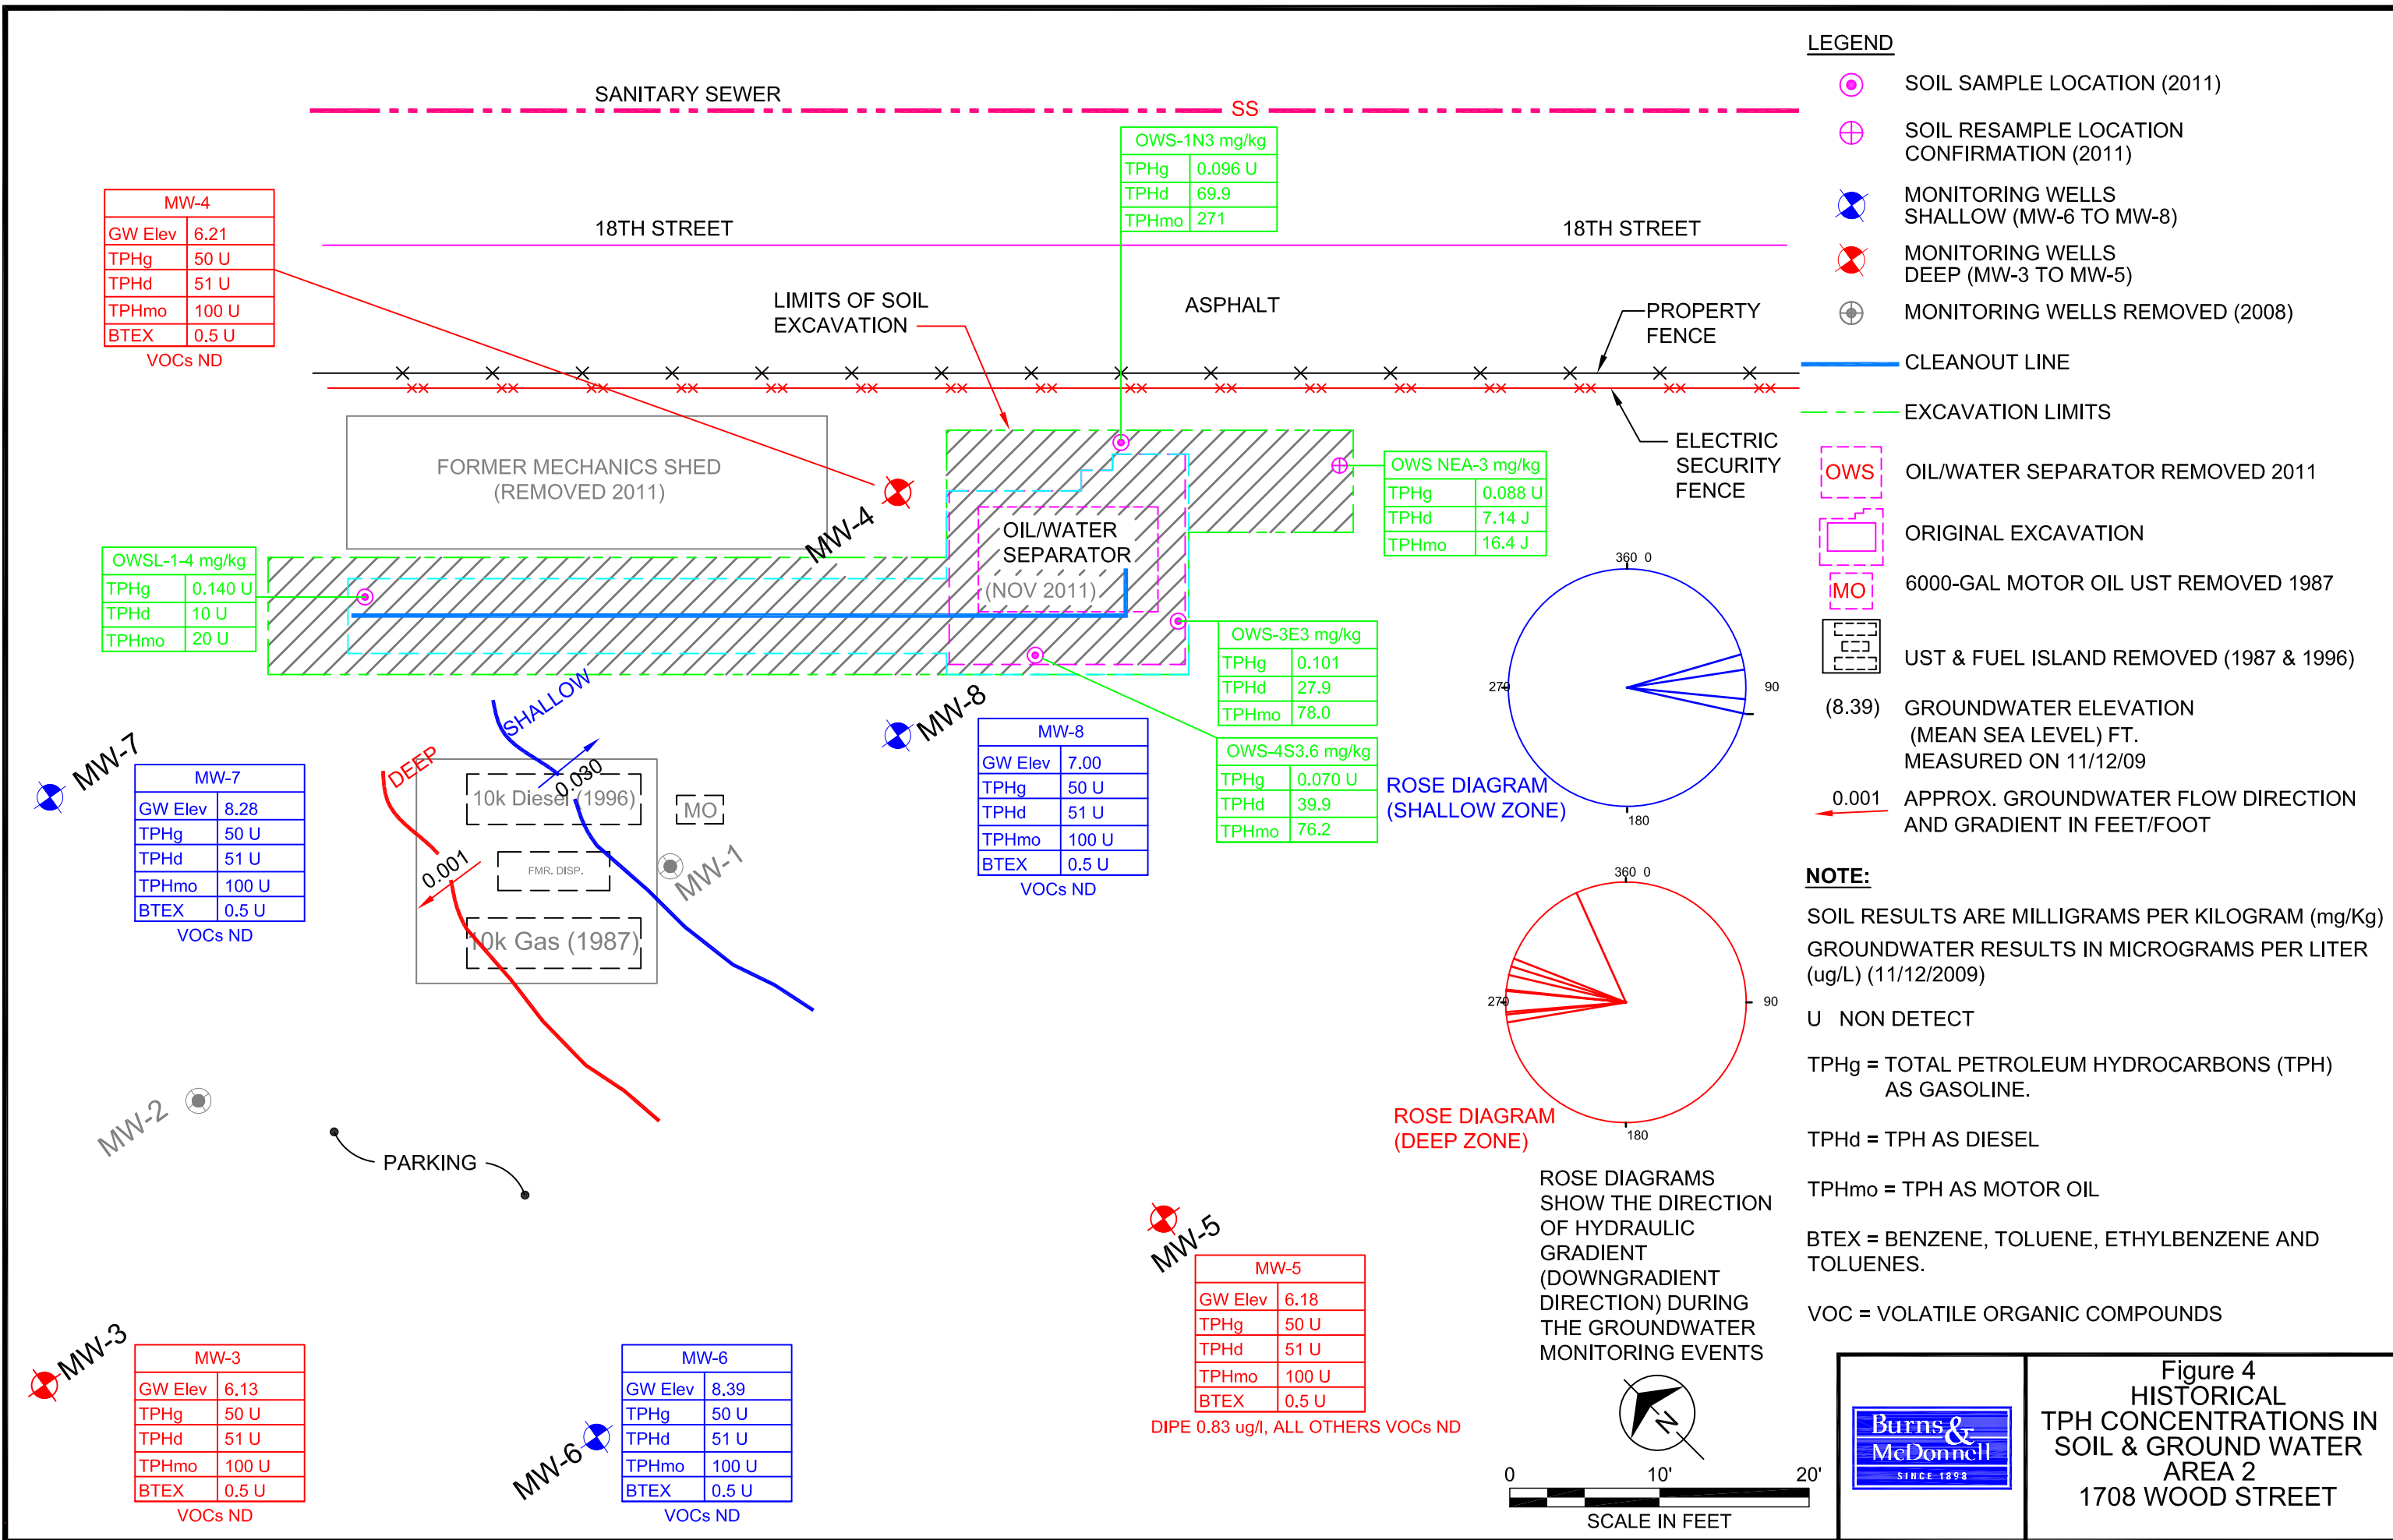 SANITARY SEWER
SS
OWS-1N3 mg/kg
TPHg 0.096 U
TPHd 69.9
TPHmo 271
MW-4
GW Elev 6.21
TPHg 50 U
TPHd 51 U
TPHmo 100 U
BTEX 0.5 U
VOCs ND
18TH STREET
18TH STREET
LIMITS OF SOIL
EXCAVATION
ASPHALT
PROPERTY
FENCE
ELECTRIC
SECURITY
FENCE
FORMER MECHANICS SHED
(REMOVED 2011)
MW-4
OIL/WATER
SEPARATOR
(NOV 2011)
OWS NEA-3 mg/kg
TPHg 0.088 U
TPHd 7.14 J
TPHmo 16.4 J
OWSL-1-4 mg/kg
TPHg 0.140 U
TPHd 10 U
TPHmo 20 U
OWS-3E3 mg/kg
TPHg 0.101
TPHd 27.9
TPHmo 78.0
OWS-4S3.6 mg/kg
TPHg 0.070 U
TPHd 39.9
TPHmo 76.2
SHALLOW
DEEP
0.030
0.001
10k Diesel (1996)
MO
FMR. DISP.
10k Gas (1987)
MW-1
MW-8
MW-8
GW Elev 7.00
TPHg 50 U
TPHd 51 U
TPHmo 100 U
BTEX 0.5 U
VOCs ND
MW-7
MW-7
GW Elev 8.28
TPHg 50 U
TPHd 51 U
TPHmo 100 U
BTEX 0.5 U
VOCs ND
MW-2
PARKING
MW-3
MW-3
GW Elev 6.13
TPHg 50 U
TPHd 51 U
TPHmo 100 U
BTEX 0.5 U
VOCs ND
MW-6
MW-6
GW Elev 8.39
TPHg 50 U
TPHd 51 U
TPHmo 100 U
BTEX 0.5 U
VOCs ND
MW-5
MW-5
GW Elev 6.18
TPHg 50 U
TPHd 51 U
TPHmo 100 U
BTEX 0.5 U
DIPE 0.83 ug/l, ALL OTHERS VOCs ND
360 0
270
90
180
ROSE DIAGRAM
(SHALLOW ZONE)
360 0
270
90
180
ROSE DIAGRAM
(DEEP ZONE)
ROSE DIAGRAMS
SHOW THE DIRECTION
OF HYDRAULIC
GRADIENT
(DOWNGRADIENT
DIRECTION) DURING
THE GROUNDWATER
MONITORING EVENTS
N
0 10' 20'
SCALE IN FEET
LEGEND
SOIL SAMPLE LOCATION (2011)
SOIL RESAMPLE LOCATION
CONFIRMATION (2011)
MONITORING WELLS
SHALLOW (MW-6 TO MW-8)
MONITORING WELLS
DEEP (MW-3 TO MW-5)
MONITORING WELLS REMOVED (2008)
CLEANOUT LINE
EXCAVATION LIMITS
OWS OIL/WATER SEPARATOR REMOVED 2011
ORIGINAL EXCAVATION
MO 6000-GAL MOTOR OIL UST REMOVED 1987
UST & FUEL ISLAND REMOVED (1987 & 1996)
(8.39) GROUNDWATER ELEVATION
(MEAN SEA LEVEL) FT.
MEASURED ON 11/12/09
0.001 APPROX. GROUNDWATER FLOW DIRECTION
AND GRADIENT IN FEET/FOOT
NOTE:
SOIL RESULTS ARE MILLIGRAMS PER KILOGRAM (mg/Kg)
GROUNDWATER RESULTS IN MICROGRAMS PER LITER
(ug/L) (11/12/2009)
U NON DETECT
TPHg = TOTAL PETROLEUM HYDROCARBONS (TPH)
AS GASOLINE.
TPHd = TPH AS DIESEL
TPHmo = TPH AS MOTOR OIL
BTEX = BENZENE, TOLUENE, ETHYLBENZENE AND
TOLUENES.
VOC = VOLATILE ORGANIC COMPOUNDS
Burns &
McDonnell
SINCE 1898
Figure 4
HISTORICAL
TPH CONCENTRATIONS IN
SOIL & GROUND WATER
AREA 2
1708 WOOD STREET